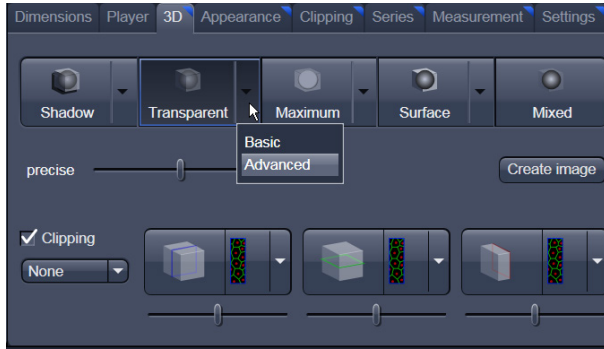 Dimensions Player 3D Appearance Clipping Series Measurement Settings
Shadow Transparent Maximum Surface Mixed
Basic
Advanced
precise
Create image
Clipping
None